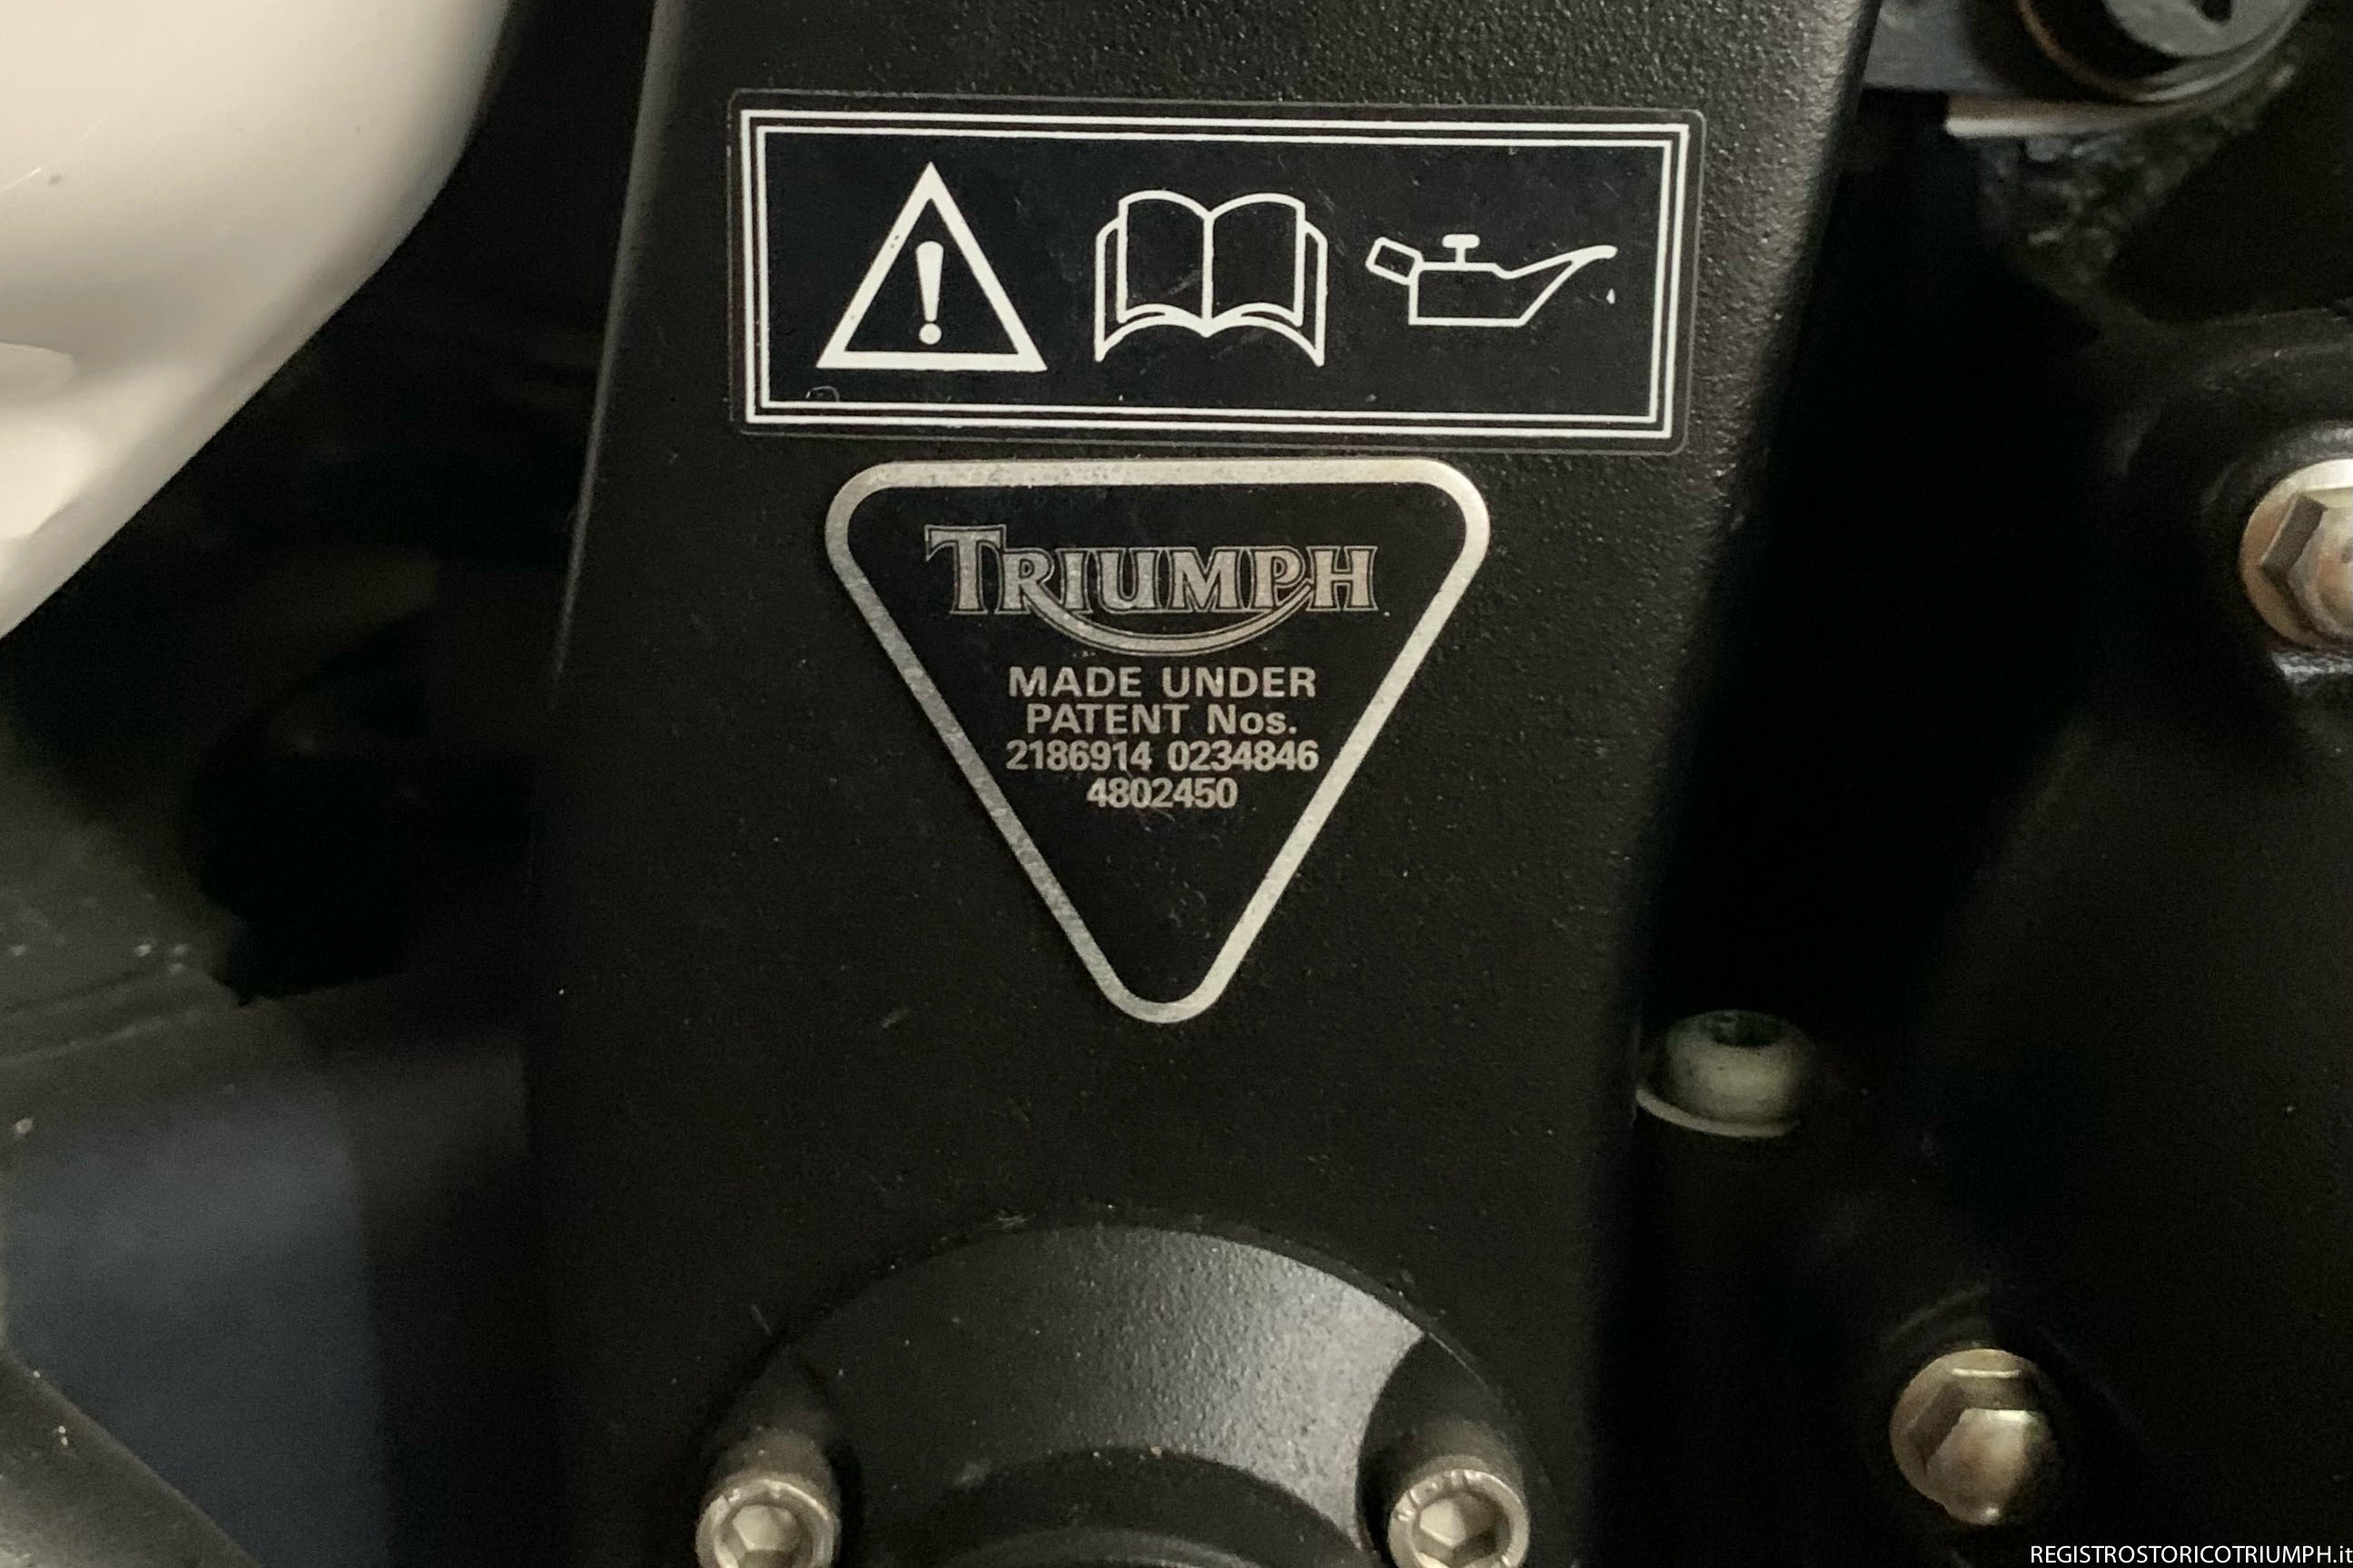 TRIUMPH
MADE UNDER
PATENT Nos.
2186914 0234846
4802450
REGISTROSTORICOTRIUMPH.it